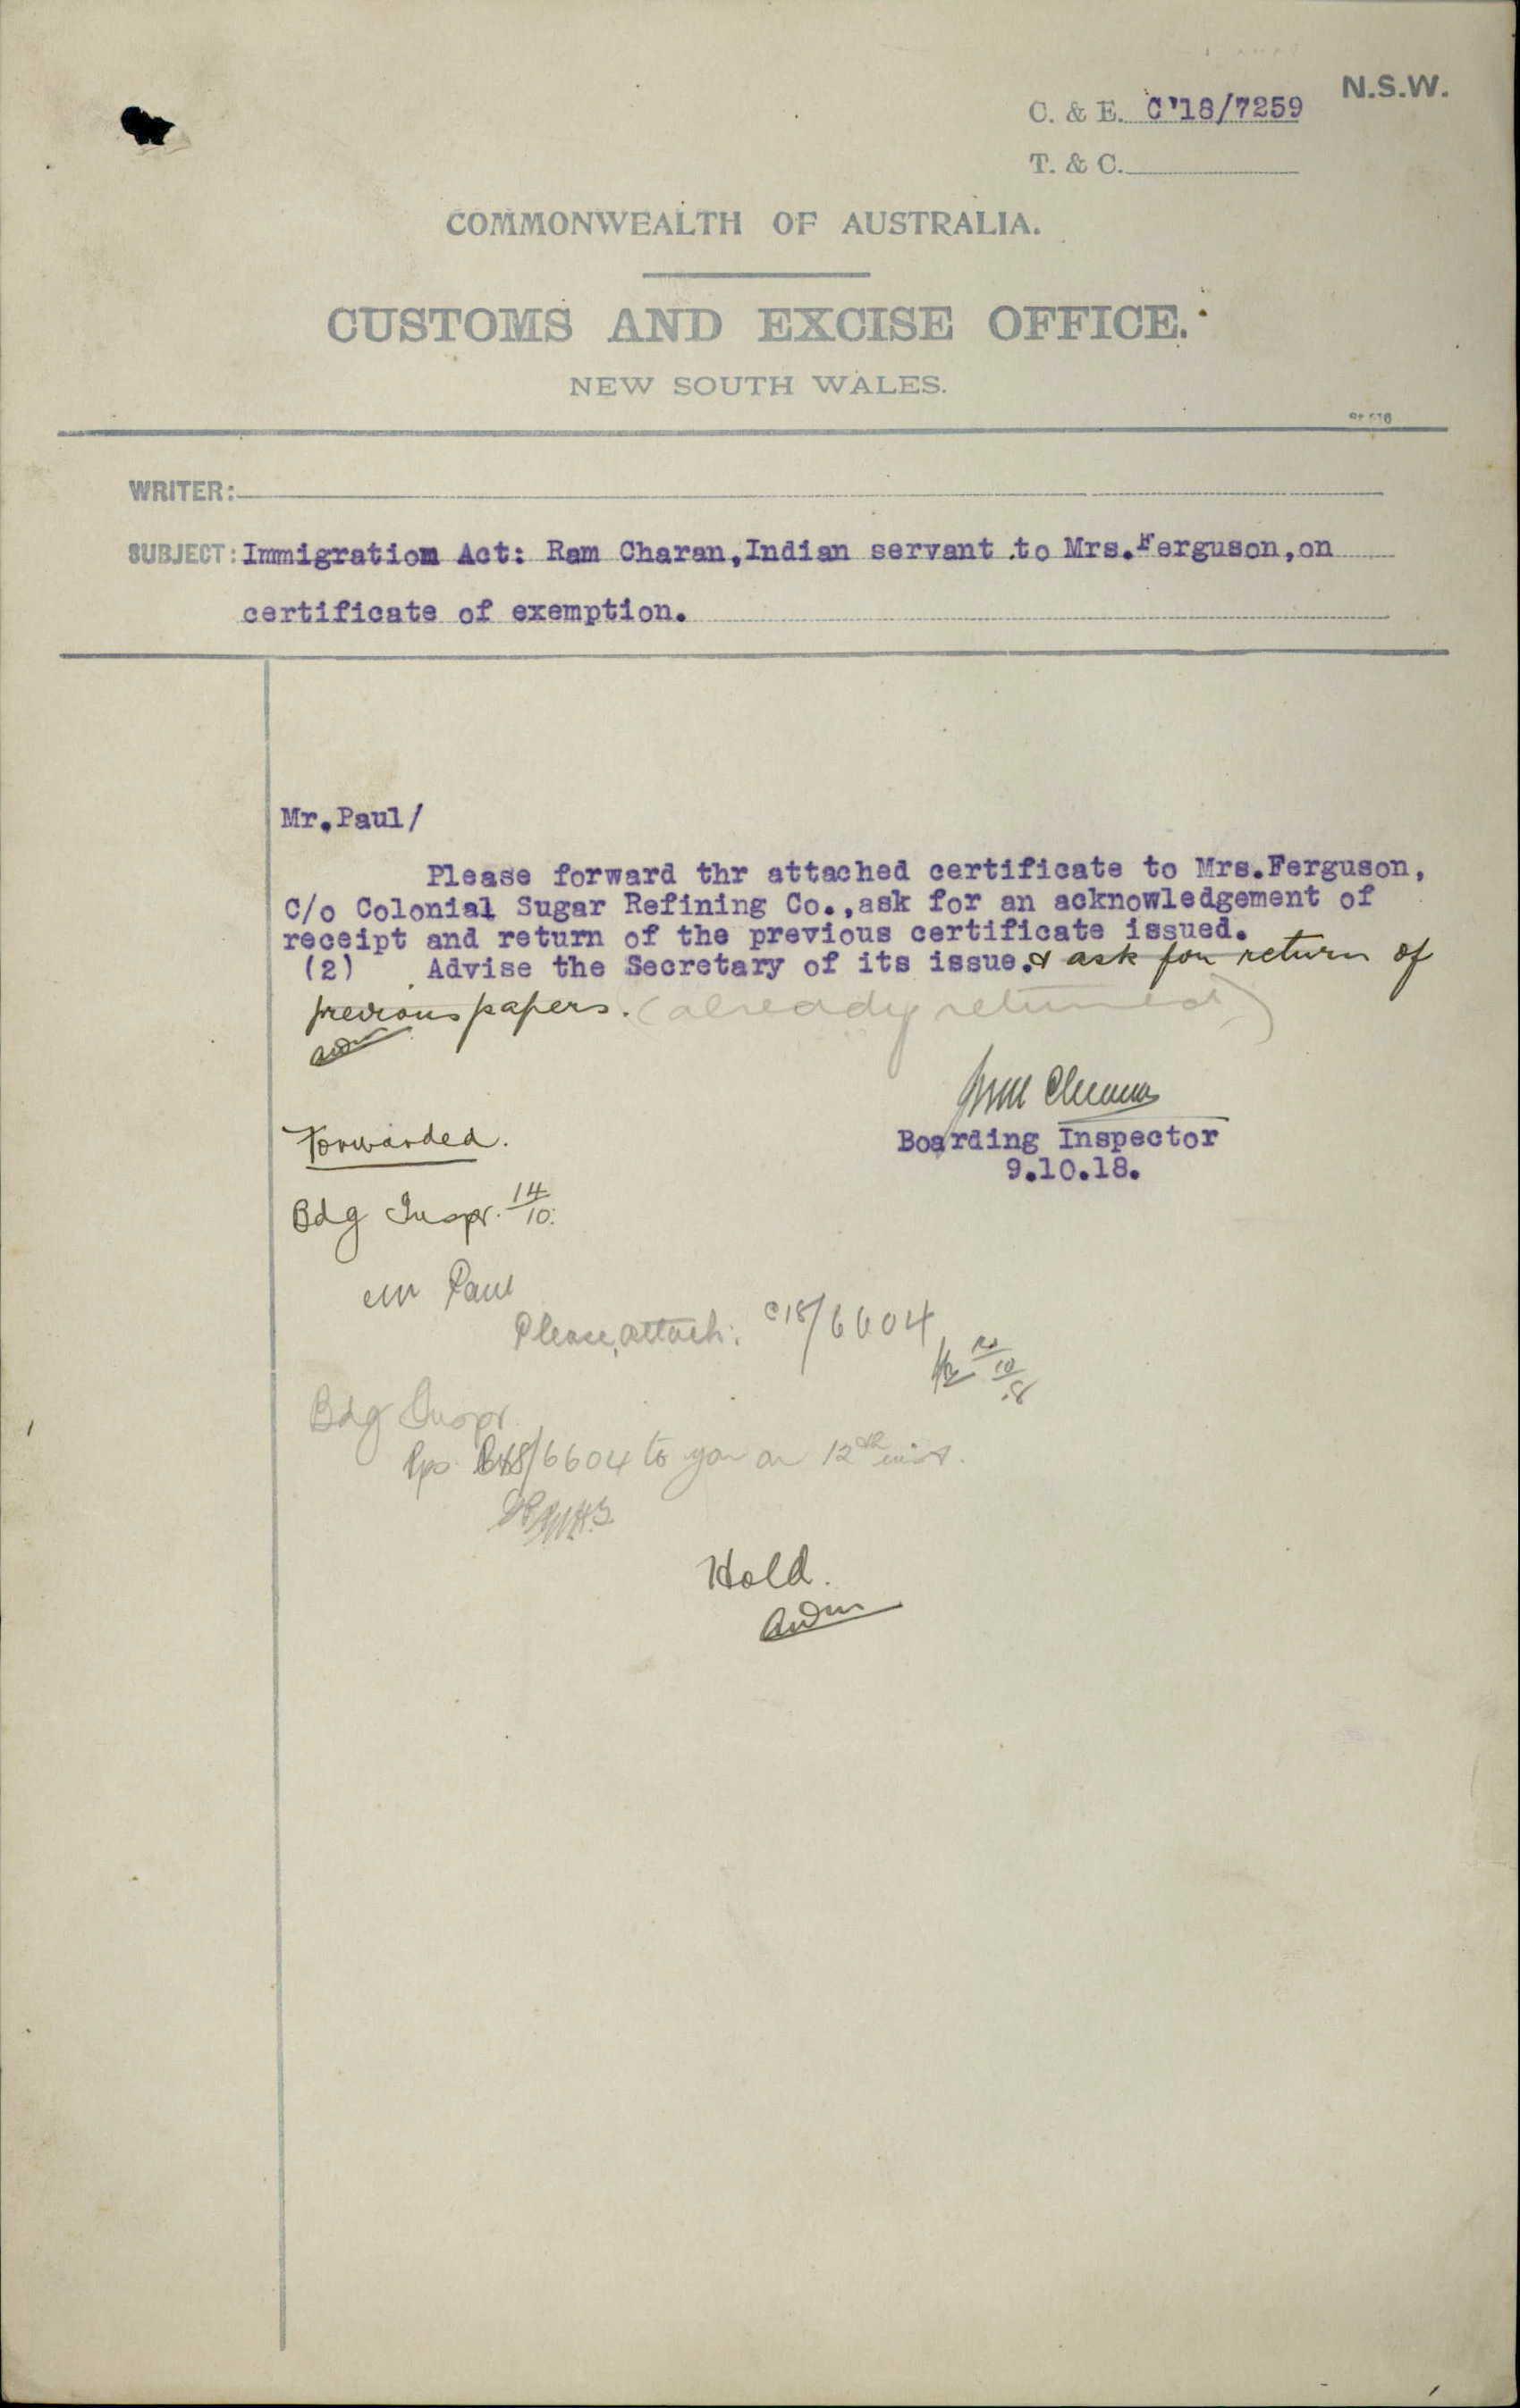 N.S.W.
C. & E. C'18/7259
T. & C.
COMMONWEALTH OF AUSTRALIA.
CUSTOMS AND EXCISE OFFICE.
NEW SOUTH WALES.
WRITER:
SUBJECT: Immigration Act: Ram Charan, Indian servant to Mrs. Ferguson, on
certificate of exemption.
Mr. Paul/
Please forward thr attached certificate to Mrs. Ferguson,
C/o Colonial Sugar Refining Co., ask for an acknowledgement of
receipt and return of the previous certificate issued.
(2) Advise the Secretary of its issue. & ask for return of
previous papers. (already returned)
Boarding Inspector
9.10.18.
Forwarded.
Bdg Inspr. 14/10.
Mr Paul
Please attach: C18/6604
Bdg Inspr
Pps C18/6604 to you on 12th inst.
Hold.